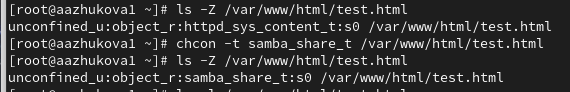 [root@aazhukova1 ~]# ls -Z /var/www/html/test.html
unconfined_u:object_r:httpd_sys_content_t:s0 /var/www/html/test.html
[root@aazhukova1 ~]# chcon -t samba_share_t /var/www/html/test.html
[root@aazhukova1 ~]# ls -Z /var/www/html/test.html
unconfined_u:object_r:samba_share_t:s0 /var/www/html/test.html